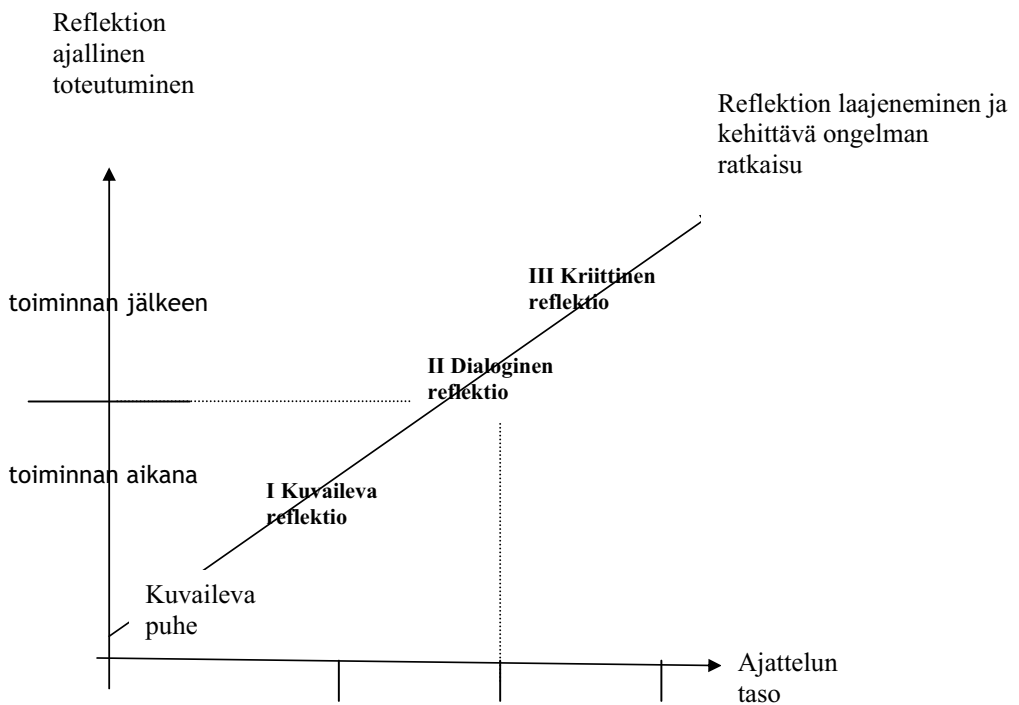 Reflektion
ajallinen
toteutuminen
Reflektion laajeneminen ja
kehittävä ongelman
ratkaisu
III Kriittinen
reflektio
toiminnan jälkeen
II Dialoginen
reflektio
toiminnan aikana
I Kuvaileva
reflektio
Kuvaileva
puhe
Ajattelun
taso